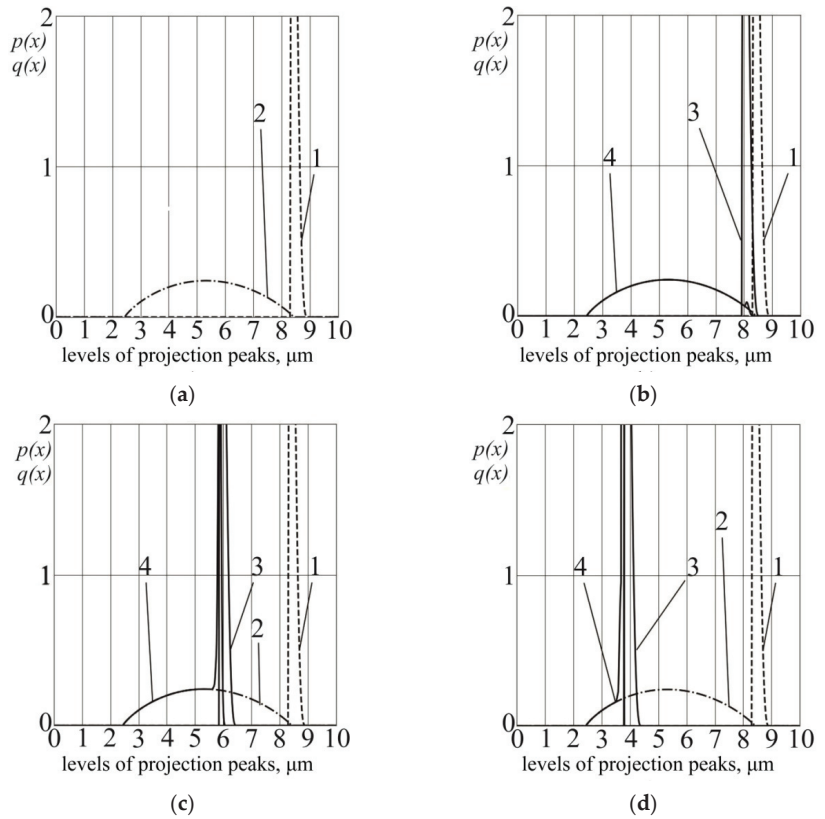 2
p(x)
q(x)
2
1
1
0
0 1 2 3 4 5 6 7 8 9 10
levels of projection peaks, μm
(a)
2
p(x)
q(x)
3
4
1
1
0
0 1 2 3 4 5 6 7 8 9 10
levels of projection peaks, μm
(b)
2
p(x)
q(x)
1
4
3
1
2
0
0 1 2 3 4 5 6 7 8 9 10
levels of projection peaks, μm
(c)
2
p(x)
q(x)
2
1
4
3
1
0
0 1 2 3 4 5 6 7 8 9 10
levels of projection peaks, μm
(d)